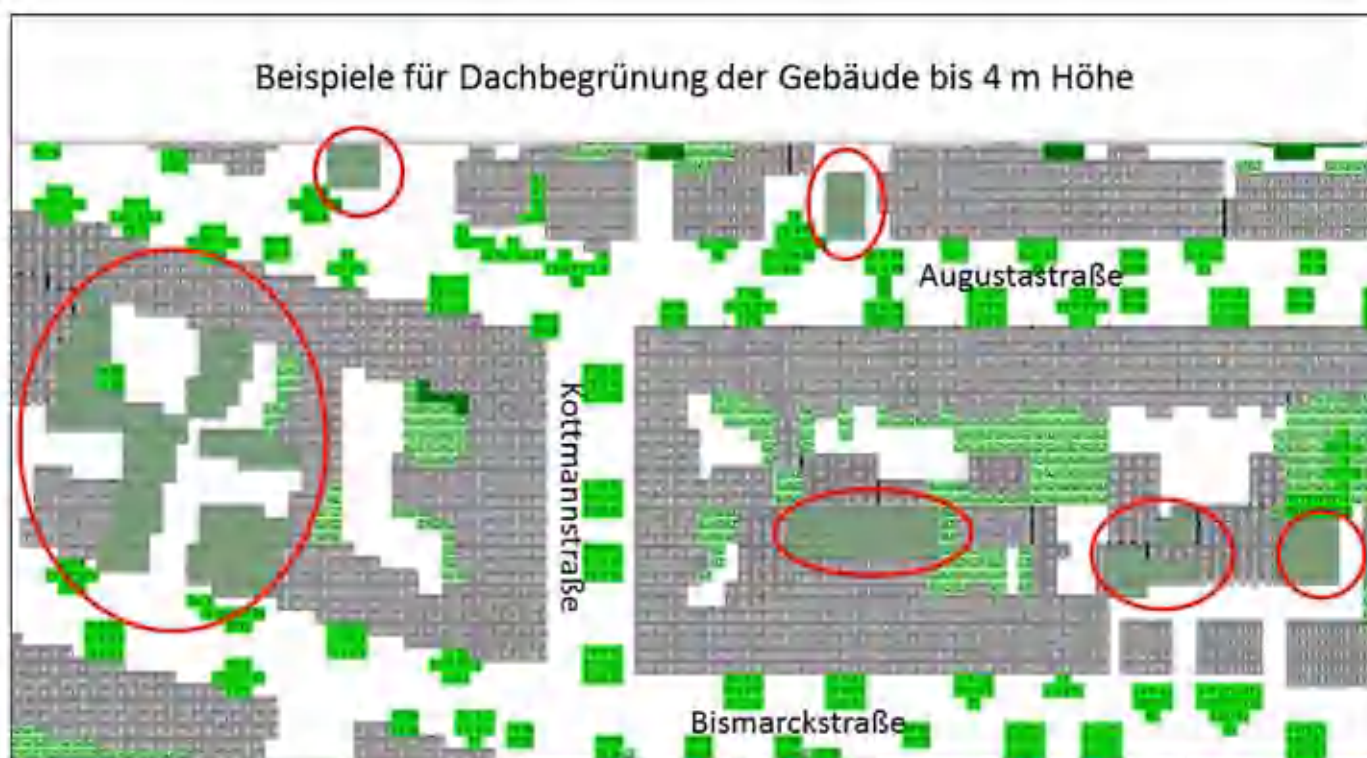 Beispiele für Dachbegrünung der Gebäude bis 4 m Höhe
Augustastraße
Kottmannstraße
Bismarckstraße